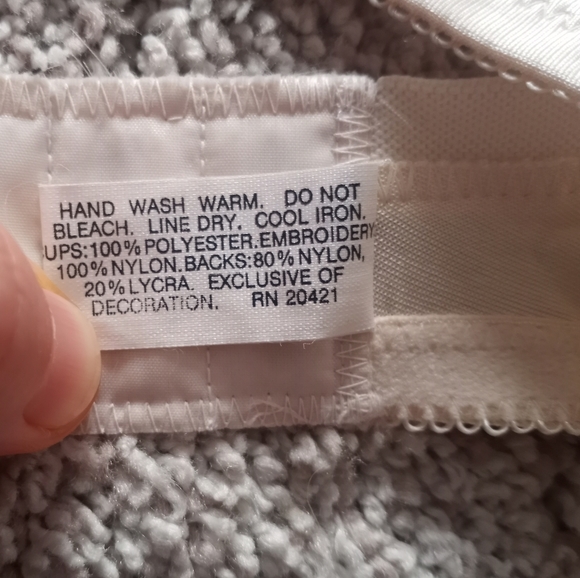 HAND WASH WARM. DO NOT
BLEACH. LINE DRY. COOL IRON.
UPS:100% POLYESTER.EMBROIDERY
100% NYLON.BACKS:80% NYLON,
20% LYCRA. EXCLUSIVE OF
DECORATION. RN 20421